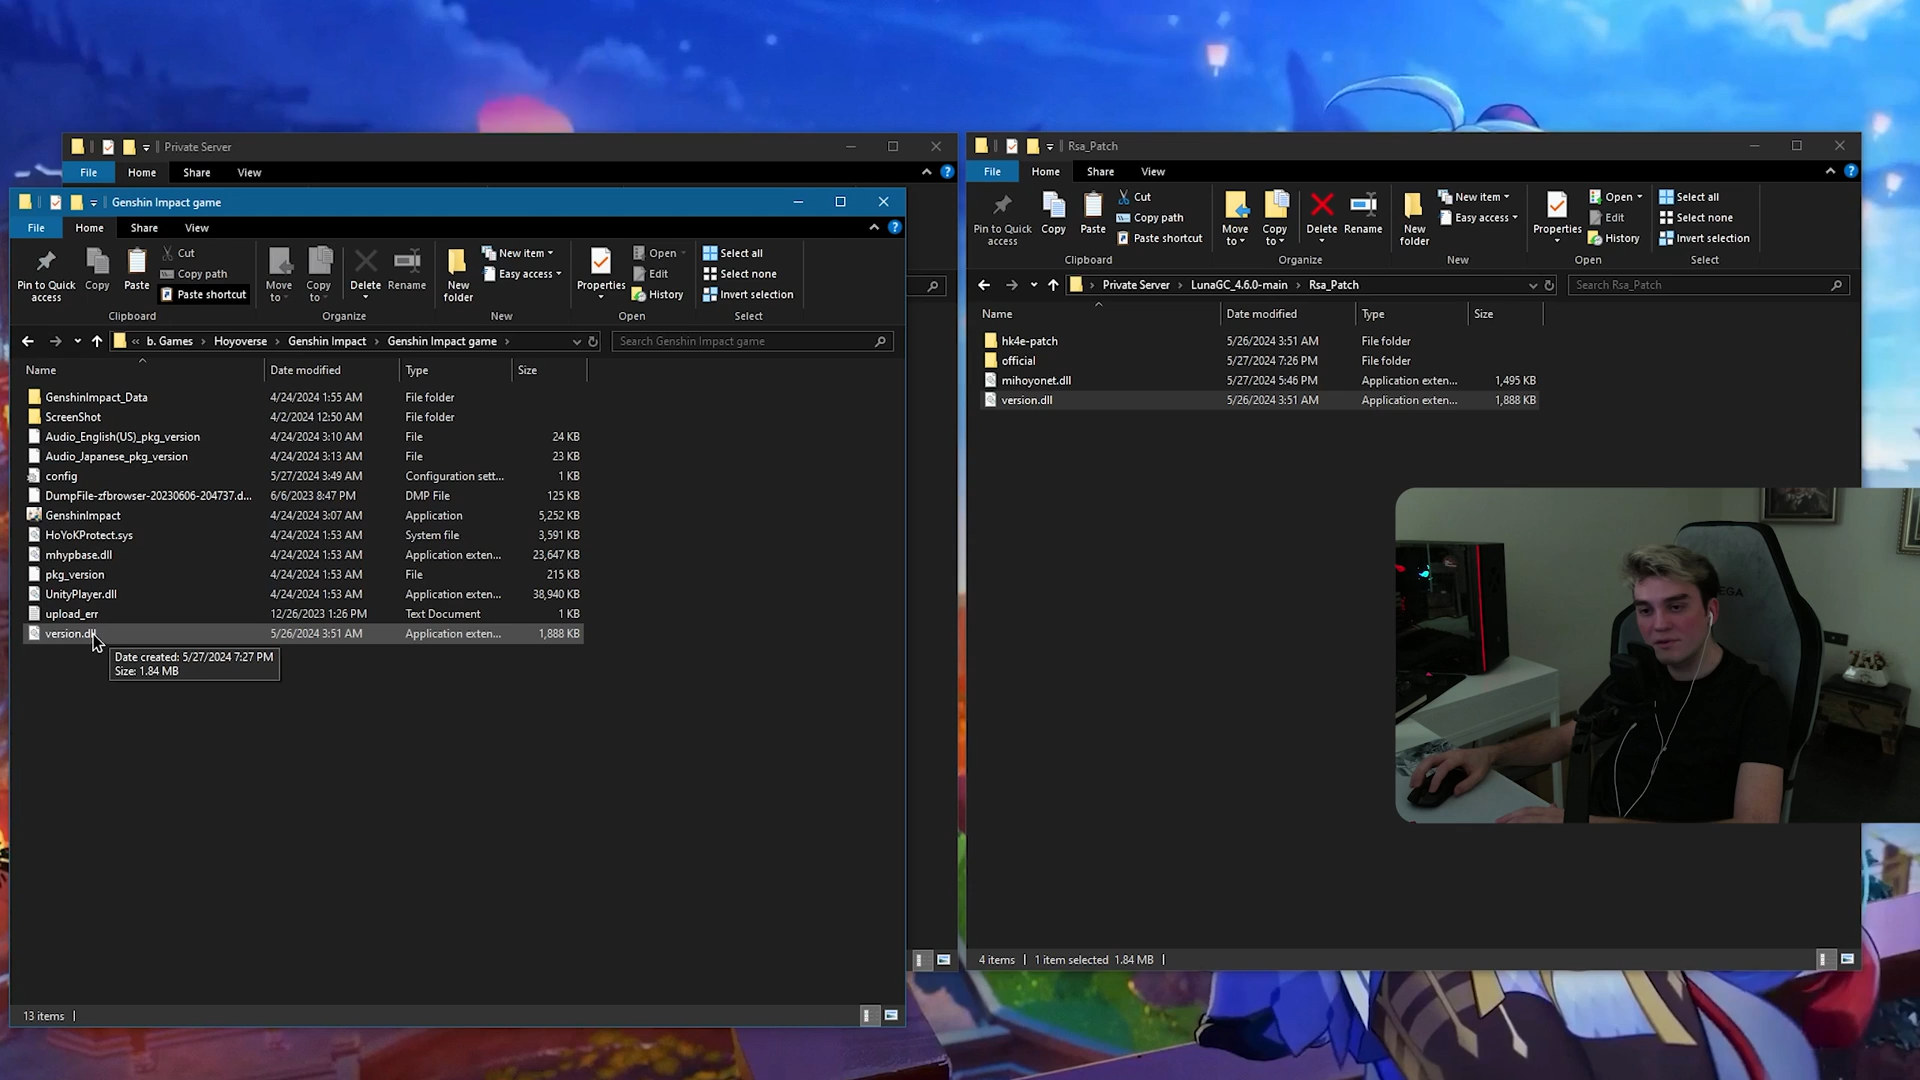 Private Server
File Home Share View
Genshin Impact game
File Home Share View
Pin to Quick access
Copy
Paste
Cut
Copy path
Paste shortcut
Clipboard
Move to
Copy to
Delete
Rename
Organize
New folder
New item
Easy access
New
Properties
Open
Edit
History
Open
Select all
Select none
Invert selection
Select
« b. Games > Hoyoverse > Genshin Impact > Genshin Impact game >
Search Genshin Impact game
Name Date modified Type Size
GenshinImpact_Data 4/24/2024 1:55 AM File folder
ScreenShot 4/2/2024 12:50 AM File folder
Audio_English(US)_pkg_version 4/24/2024 3:10 AM File 24 KB
Audio_Japanese_pkg_version 4/24/2024 3:13 AM File 23 KB
config 5/27/2024 3:49 AM Configuration sett... 1 KB
DumpFile-zfbrowser-20230606-204737.d... 6/6/2023 8:47 PM DMP File 125 KB
GenshinImpact 4/24/2024 3:07 AM Application 5,252 KB
HoYoKProtect.sys 4/24/2024 1:53 AM System file 3,591 KB
mhypbase.dll 4/24/2024 1:53 AM Application exten... 23,647 KB
pkg_version 4/24/2024 1:53 AM File 215 KB
UnityPlayer.dll 4/24/2024 1:53 AM Application exten... 38,940 KB
upload_err 12/26/2023 1:26 PM Text Document 1 KB
version.dll 5/26/2024 3:51 AM Application exten... 1,888 KB
Date created: 5/27/2024 7:27 PM
Size: 1.84 MB
13 items
Rsa_Patch
File Home Share View
Pin to Quick access
Copy
Paste
Cut
Copy path
Paste shortcut
Clipboard
Move to
Copy to
Delete
Rename
Organize
New folder
New item
Easy access
New
Properties
Open
Edit
History
Open
Select all
Select none
Invert selection
Select
> Private Server > LunaGC_4.6.0-main > Rsa_Patch
Search Rsa_Patch
Name Date modified Type Size
hk4e-patch 5/26/2024 3:51 AM File folder
official 5/27/2024 7:26 PM File folder
mihoyonet.dll 5/27/2024 5:46 PM Application exten... 1,495 KB
version.dll 5/26/2024 3:51 AM Application exten... 1,888 KB
4 items 1 item selected 1.84 MB